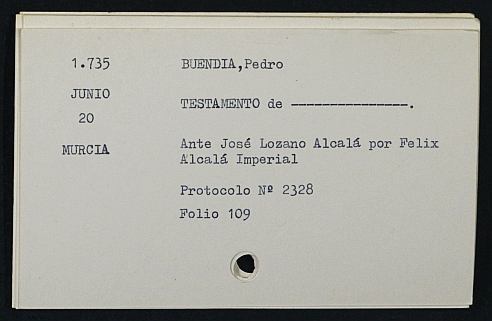 1.735
BUENDIA,Pedro
JUNIO
TESTAMENTO de ---------------.
20
MURCIA
Ante José Lozano Alcalá por Felix
Alcalá Imperial
Protocolo Nº 2328
Folio 109